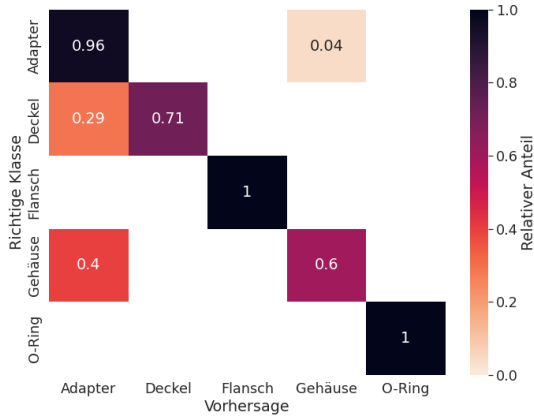 Richtige Klasse
Adapter
Deckel
Flansch
Gehäuse
O-Ring
0.96
0.04
0.29
0.71
1
0.4
0.6
1
Adapter
Deckel
Flansch
Gehäuse
O-Ring
Vorhersage
1.0
0.8
0.6
0.4
0.2
0.0
Relativer Anteil